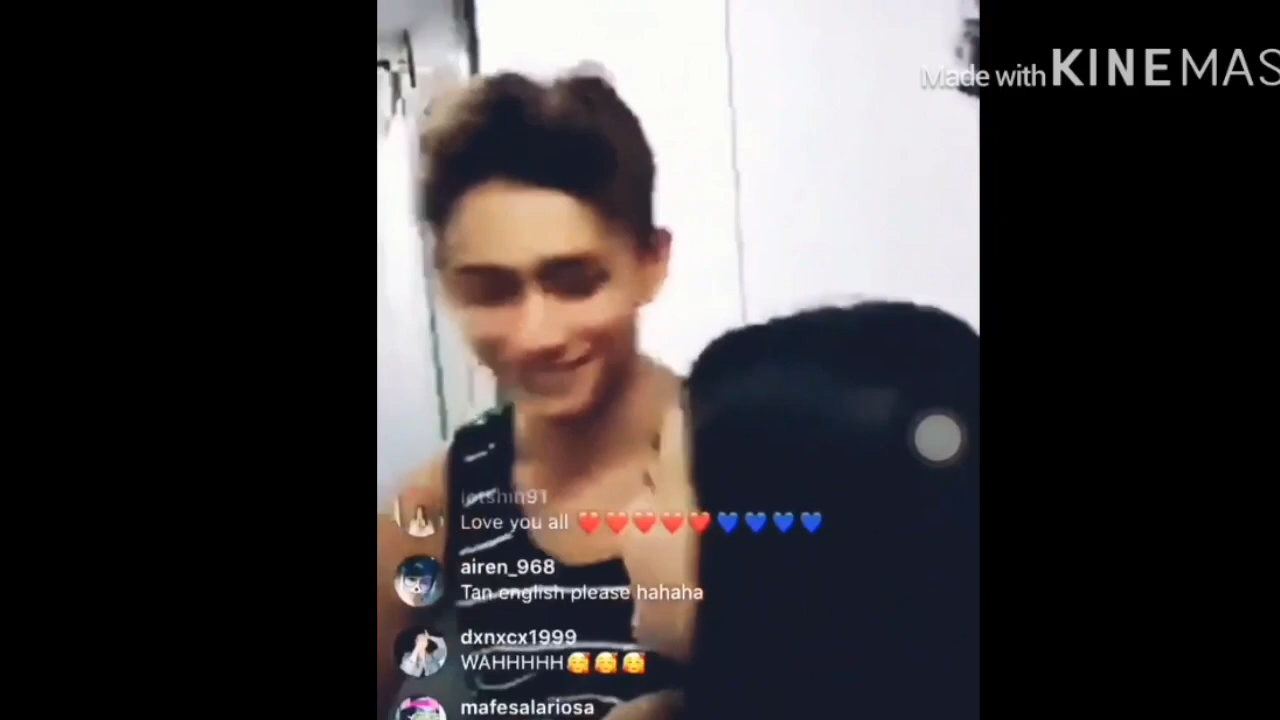 Made with KINEMAS
Love you all ❤️❤️❤️❤️❤️💙💙💙💙
airen_968
Tan english please hahaha
dxnxcx1999
WAHHHHH🥰🥰🥰
mafesalariosa